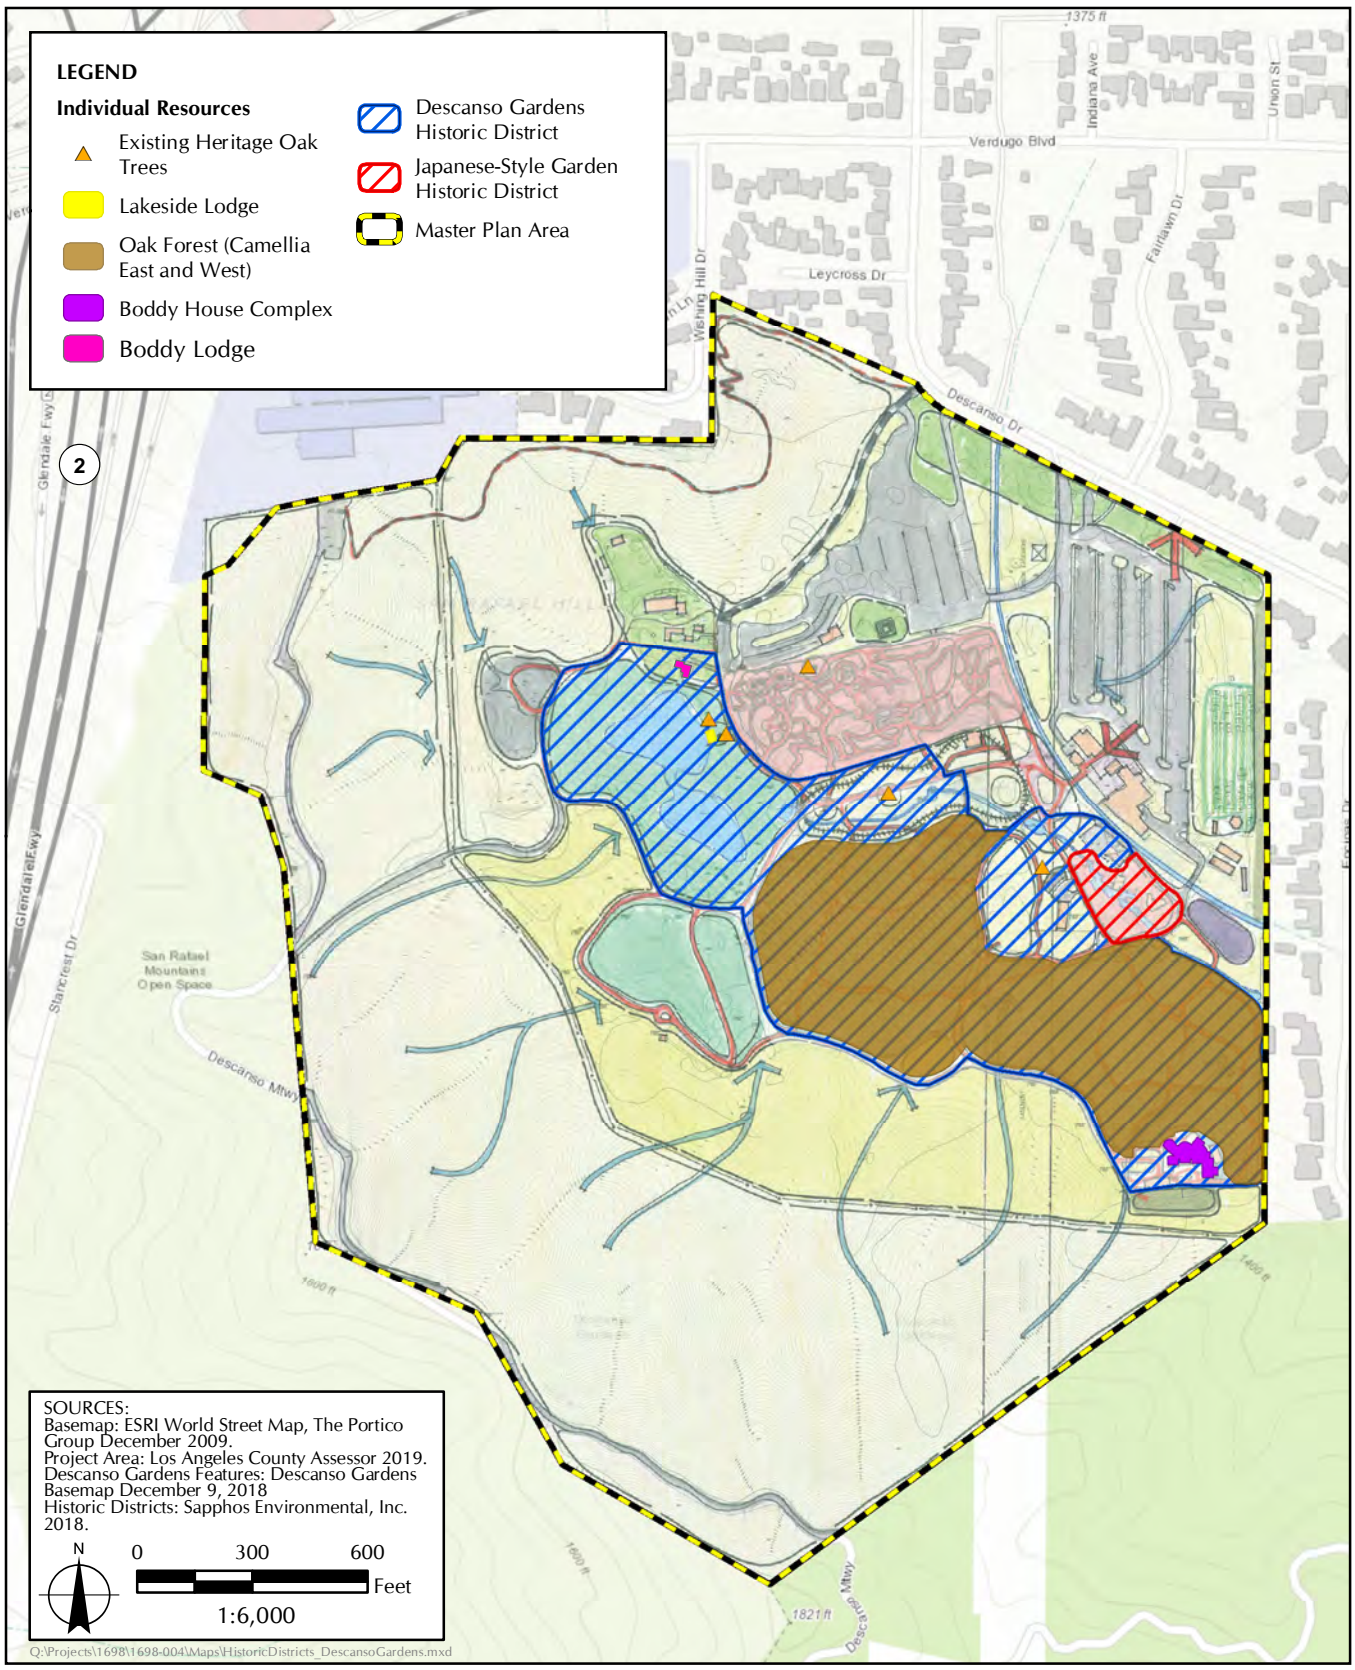 LEGEND
Individual Resources
Existing Heritage Oak
Trees
Lakeside Lodge
Oak Forest (Camellia
East and West)
Boddy House Complex
Boddy Lodge
Descanso Gardens
Historic District
Japanese-Style Garden
Historic District
Master Plan Area
1375 ft
Indiana Ave
Union St
Verdugo Blvd
Fairlawn Dr
Leycross Dr
Wishing Hill Dr
Descanso Dr
Glendale Fwy
2
Glendale Fwy
Stancrest Dr
San Rafael
Mountains
Open Space
Descanso Mtwy
1600 ft
1400 ft
1600 ft
1821 ft
Descanso Mtwy
SOURCES:
Basemap: ESRI World Street Map, The Portico
Group December 2009.
Project Area: Los Angeles County Assessor 2019.
Descanso Gardens Features: Descanso Gardens
Basemap December 9, 2018
Historic Districts: Sapphos Environmental, Inc.
2018.
N
0 300 600
Feet
1:6,000
Q:\Projects\1698\1698-004\Maps\HistoricDistricts_DescansoGardens.mxd